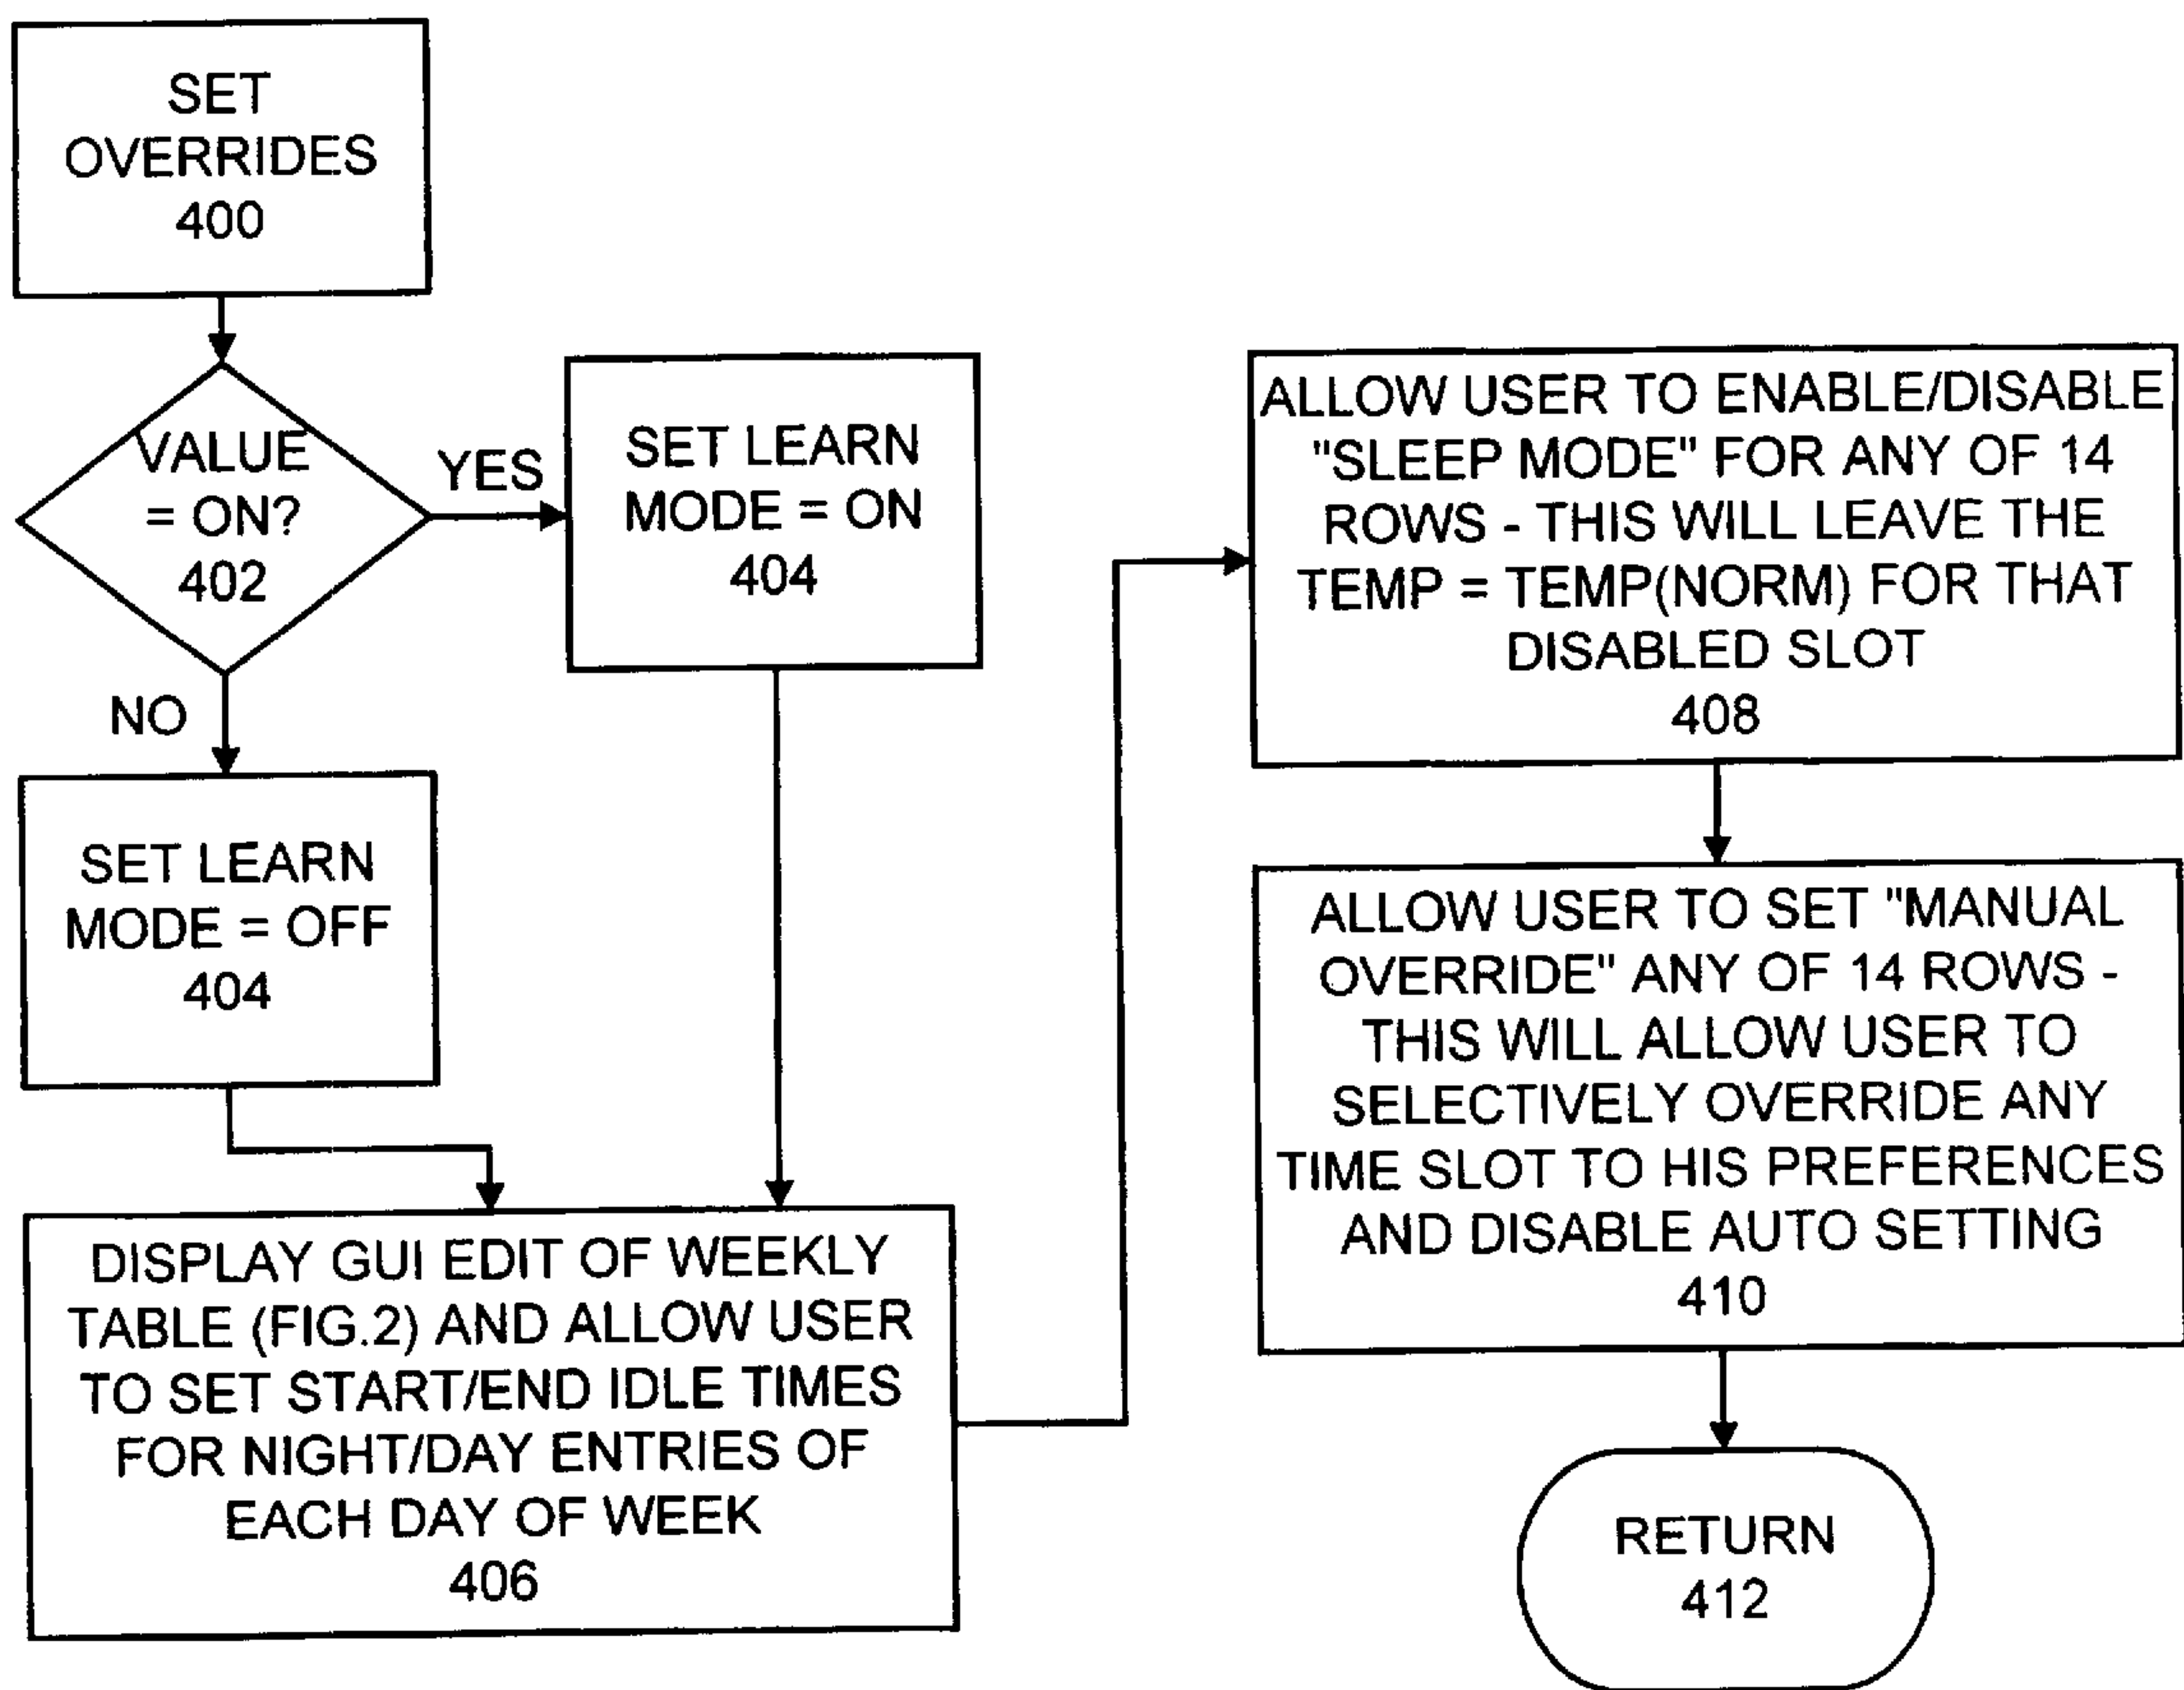 SET
OVERRIDES
400
VALUE
= ON?
402
YES
SET LEARN
MODE = ON
404
NO
SET LEARN
MODE = OFF
404
DISPLAY GUI EDIT OF WEEKLY
TABLE (FIG.2) AND ALLOW USER
TO SET START/END IDLE TIMES
FOR NIGHT/DAY ENTRIES OF
EACH DAY OF WEEK
406
ALLOW USER TO ENABLE/DISABLE
"SLEEP MODE" FOR ANY OF 14
ROWS - THIS WILL LEAVE THE
TEMP = TEMP(NORM) FOR THAT
DISABLED SLOT
408
ALLOW USER TO SET "MANUAL
OVERRIDE" ANY OF 14 ROWS -
THIS WILL ALLOW USER TO
SELECTIVELY OVERRIDE ANY
TIME SLOT TO HIS PREFERENCES
AND DISABLE AUTO SETTING
410
RETURN
412